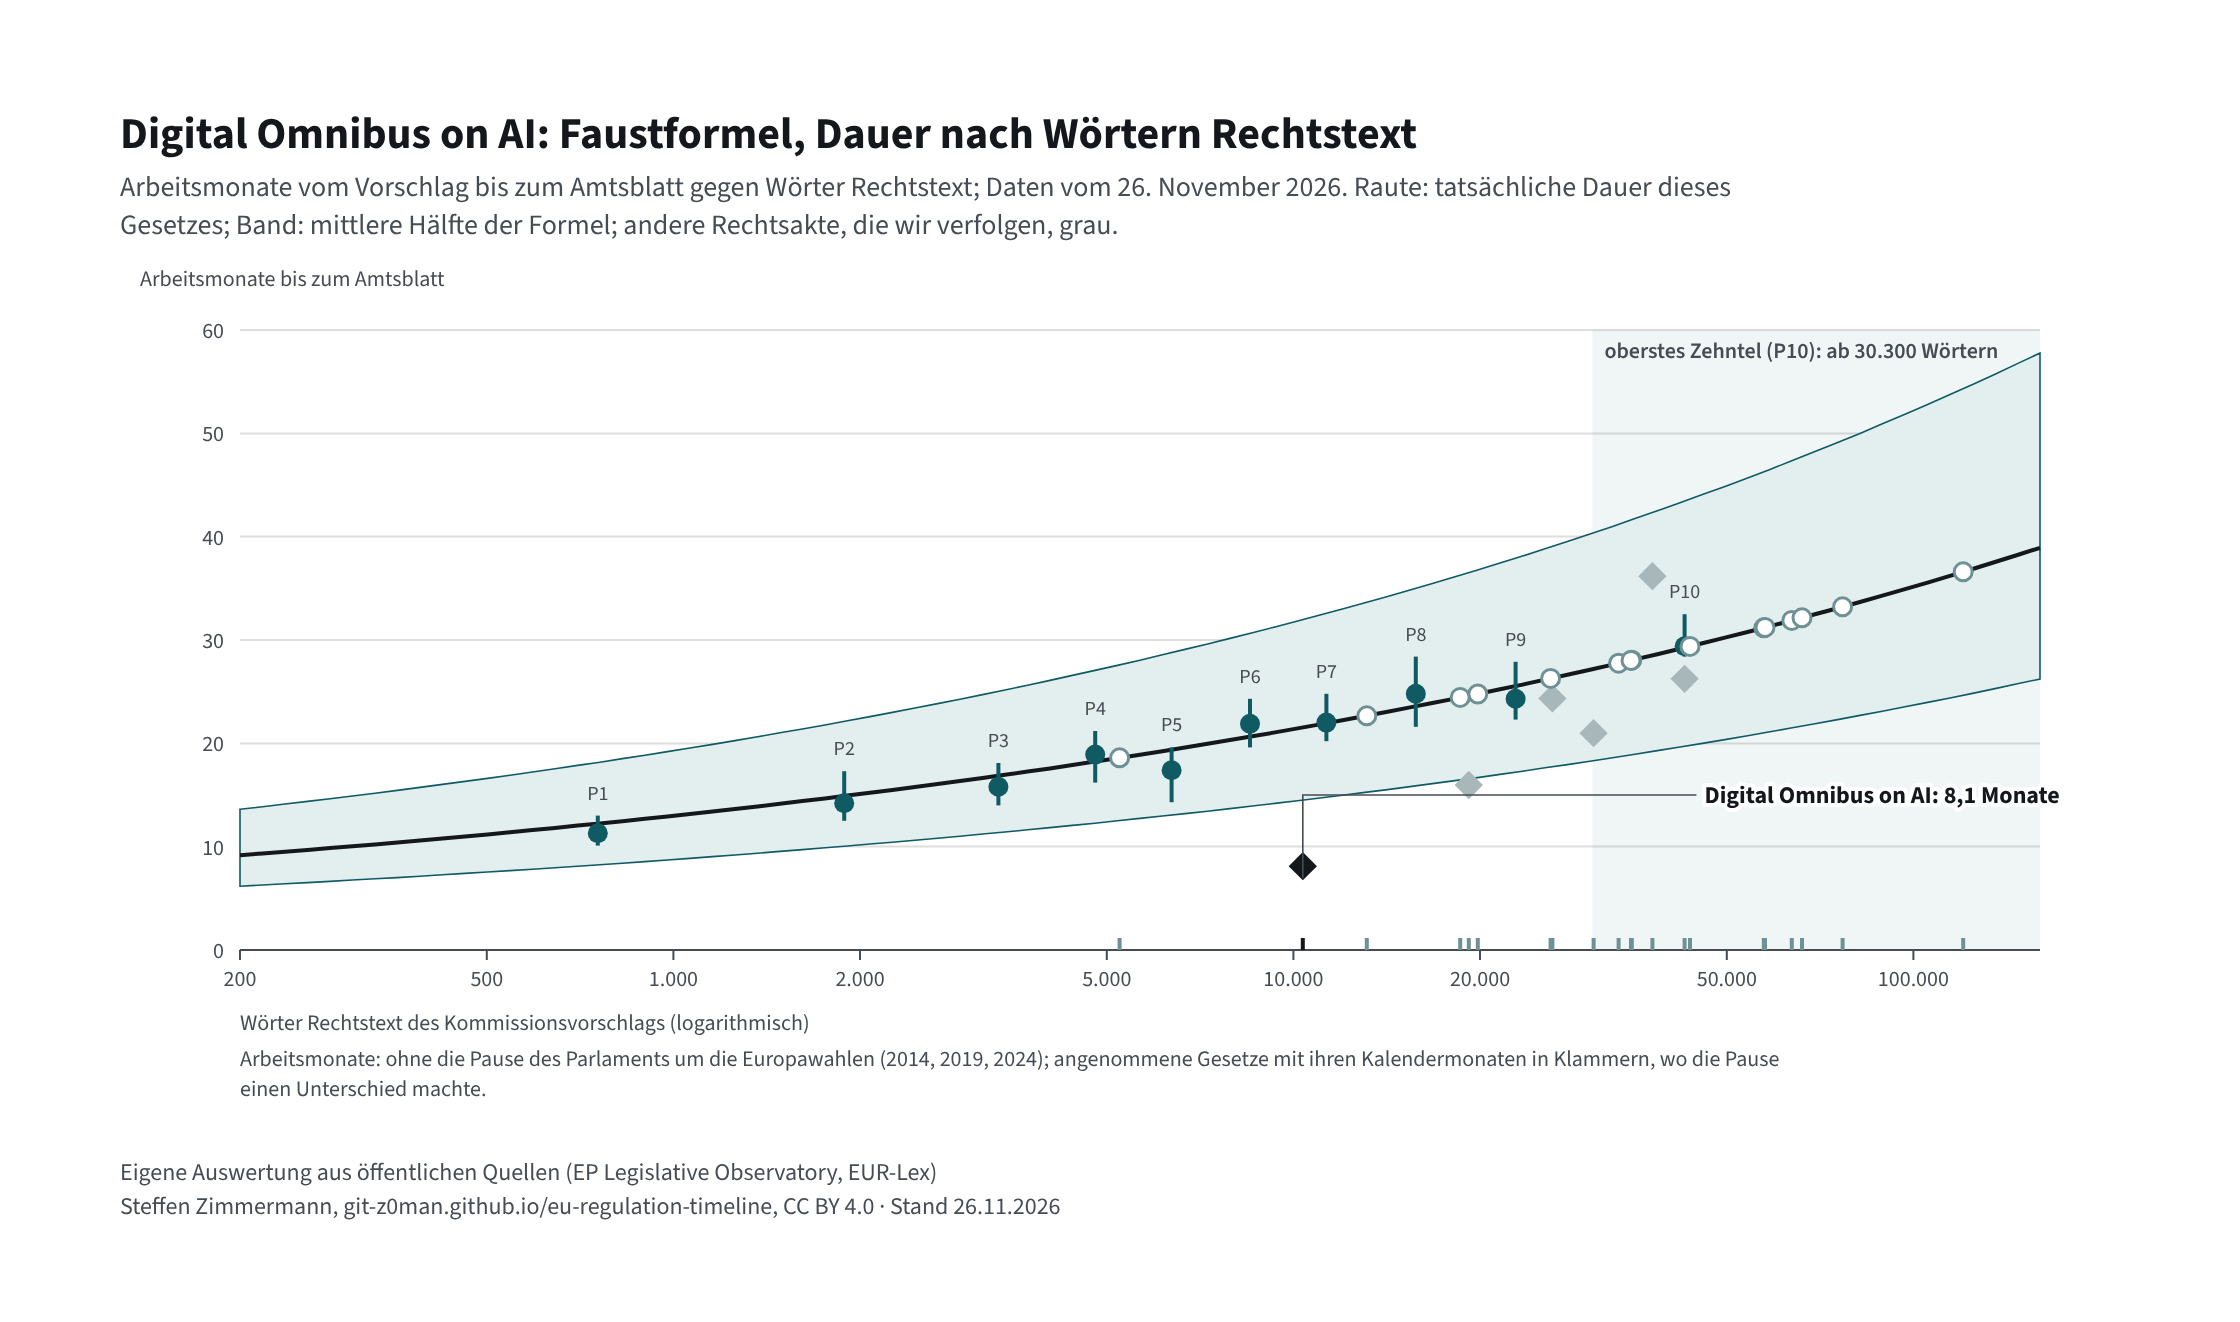 Digital Omnibus on AI: Faustformel, Dauer nach Wörtern Rechtstext
Arbeitsmonate vom Vorschlag bis zum Amtsblatt gegen Wörter Rechtstext; Daten vom 26. November 2026. Raute: tatsächliche Dauer dieses
Gesetzes; Band: mittlere Hälfte der Formel; andere Rechtsakte, die wir verfolgen, grau.
Arbeitsmonate bis zum Amtsblatt
60
oberstes Zehntel (P10): ab 30.300 Wörtern
50
40
P10
30
P8
P9
P6
P7
P4
P5
P3
P2
20
P1
Digital Omnibus on AI: 8,1 Monate
10
0
200 500 1.000 2.000 5.000 10.000 20.000 50.000 100.000
Wörter Rechtstext des Kommissionsvorschlags (logarithmisch)
Arbeitsmonate: ohne die Pause des Parlaments um die Europawahlen (2014, 2019, 2024); angenommene Gesetze mit ihren Kalendermonaten in Klammern, wo die Pause
einen Unterschied machte.
Eigene Auswertung aus öffentlichen Quellen (EP Legislative Observatory, EUR-Lex)
Steffen Zimmermann, git-z0man.github.io/eu-regulation-timeline, CC BY 4.0 · Stand 26.11.2026